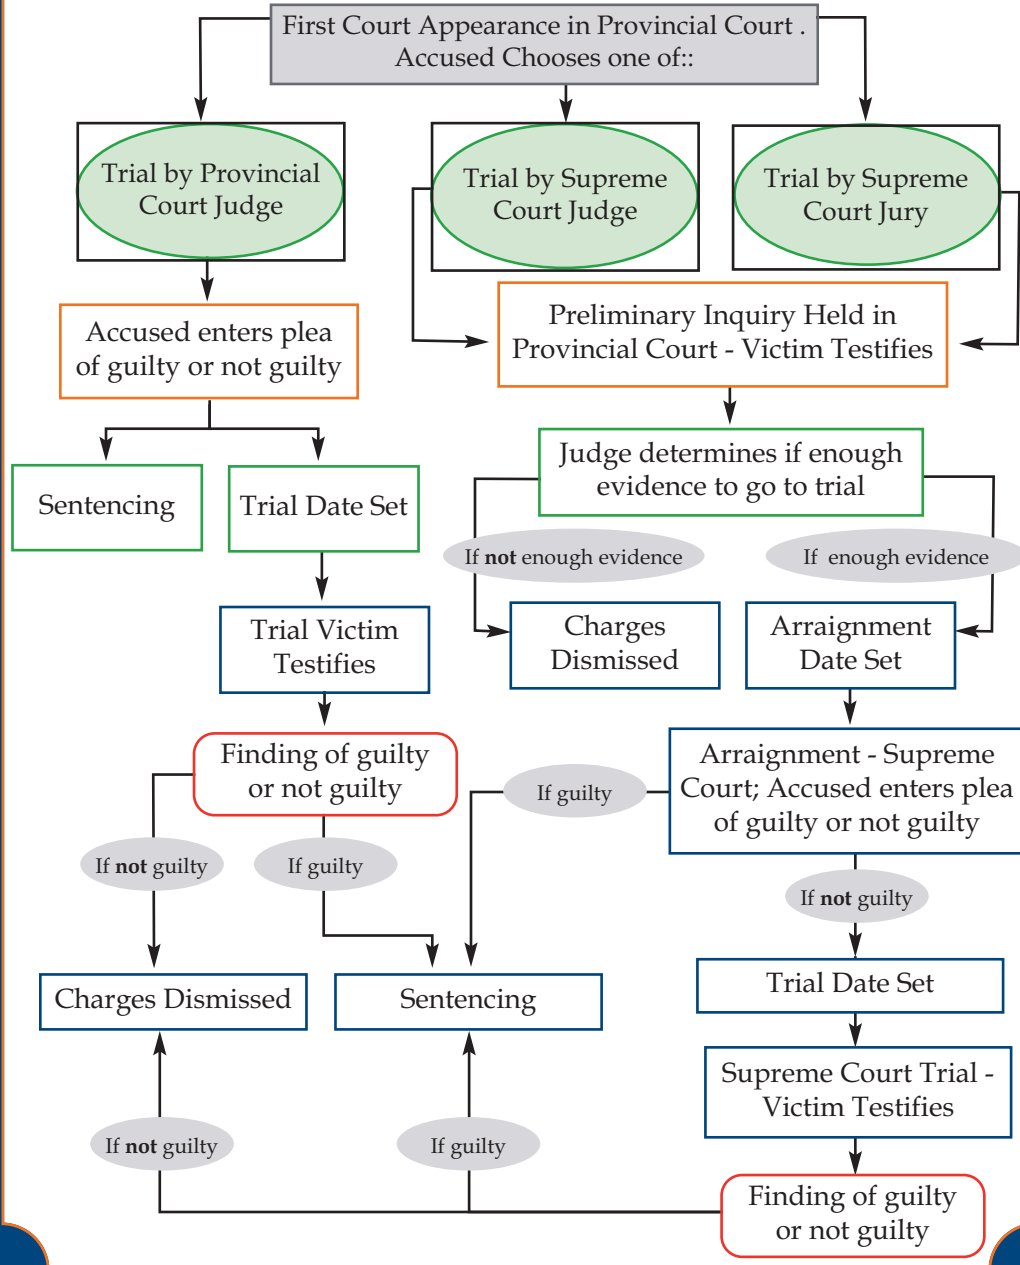 First Court Appearance in Provincial Court .
Accused Chooses one of::
Trial by Provincial
Court Judge
Trial by Supreme
Court Judge
Trial by Supreme
Court Jury
Accused enters plea
of guilty or not guilty
Preliminary Inquiry Held in
Provincial Court - Victim Testifies
Sentencing
Trial Date Set
Judge determines if enough
evidence to go to trial
If not enough evidence
If enough evidence
Trial Victim
Testifies
Charges
Dismissed
Arraignment
Date Set
Finding of guilty
or not guilty
If guilty
Arraignment - Supreme
Court; Accused enters plea
of guilty or not guilty
If not guilty
If guilty
If not guilty
Charges Dismissed
Sentencing
Trial Date Set
Supreme Court Trial -
Victim Testifies
If not guilty
If guilty
Finding of guilty
or not guilty